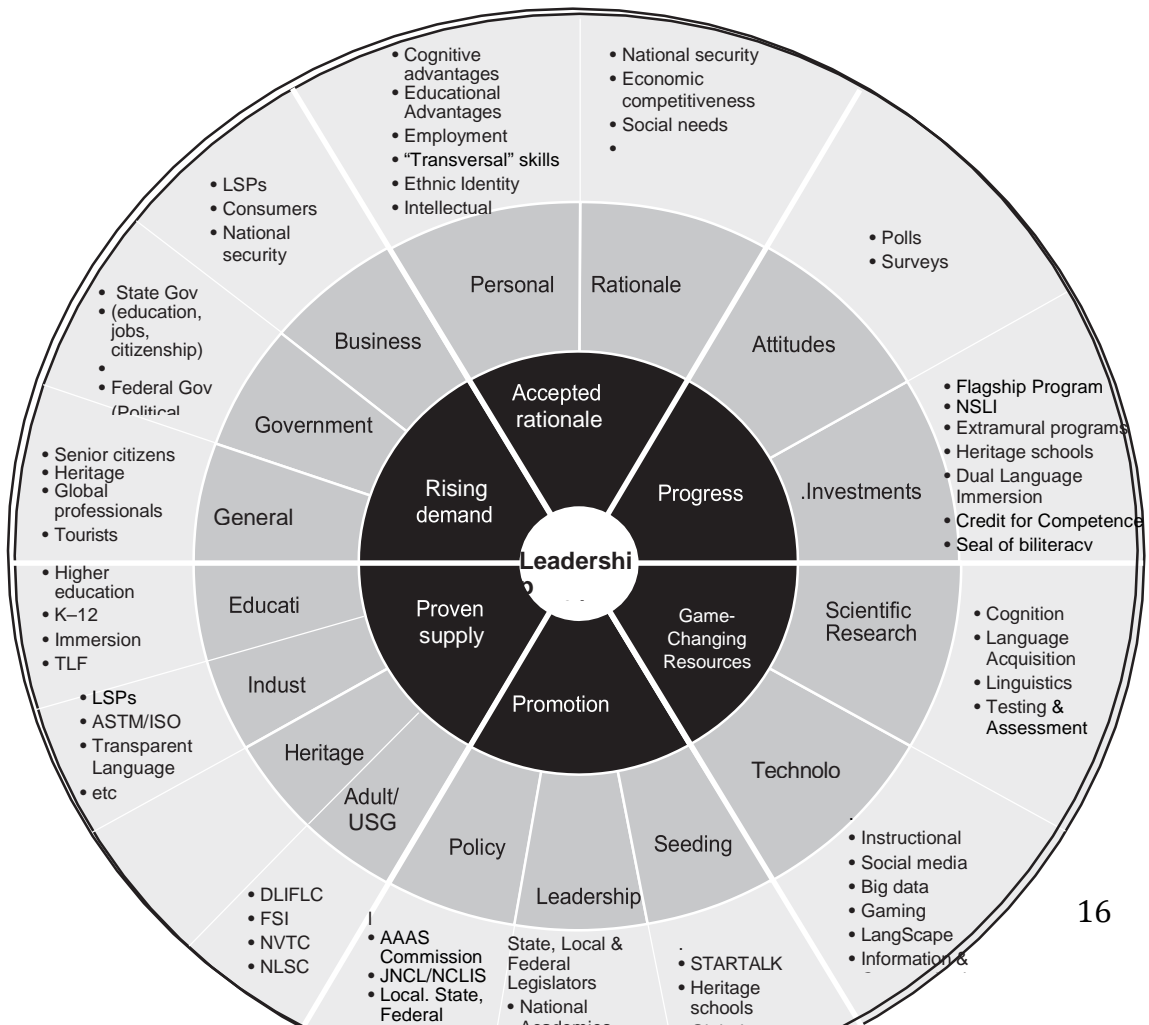 • Cognitive
advantages
• Educational
Advantages
• Employment
• “Transversal” skills
• Ethnic Identity
• Intellectual
• National security
• Economic
competitiveness
• Social needs
•
• LSPs
• Consumers
• National
security
• Polls
• Surveys
• State Gov
• (education,
jobs,
citizenship)
•
• Federal Gov
(Political
• Flagship Program
• NSLI
• Extramural programs
• Heritage schools
• Dual Language
Immersion
• Credit for Competence
• Seal of biliteracy
• Senior citizens
• Heritage
• Global
professionals
• Tourists
Personal
Rationale
Business
Attitudes
Government
.Investments
General
Accepted
rationale
Rising
demand
Progress
Leadershi
p
Proven
supply
Game-
Changing
Resources
Promotion
Educati
Scientific
Research
Indust
Heritage
Technolo
Adult/
USG
Policy
Seeding
Leadership
• Higher
education
• K–12
• Immersion
• TLF
• LSPs
• ASTM/ISO
• Transparent
Language
• etc
• Cognition
• Language
Acquisition
• Linguistics
• Testing &
Assessment
.
• Instructional
• Social media
• Big data
• Gaming
• LangScape
• Information &
• DLIFLC
• FSI
• NVTC
• NLSC
• AAAS
Commission
• JNCL/NCLIS
• Local. State,
Federal
State, Local &
Federal
Legislators
• National
Academies
.
• STARTALK
• Heritage
schools
16